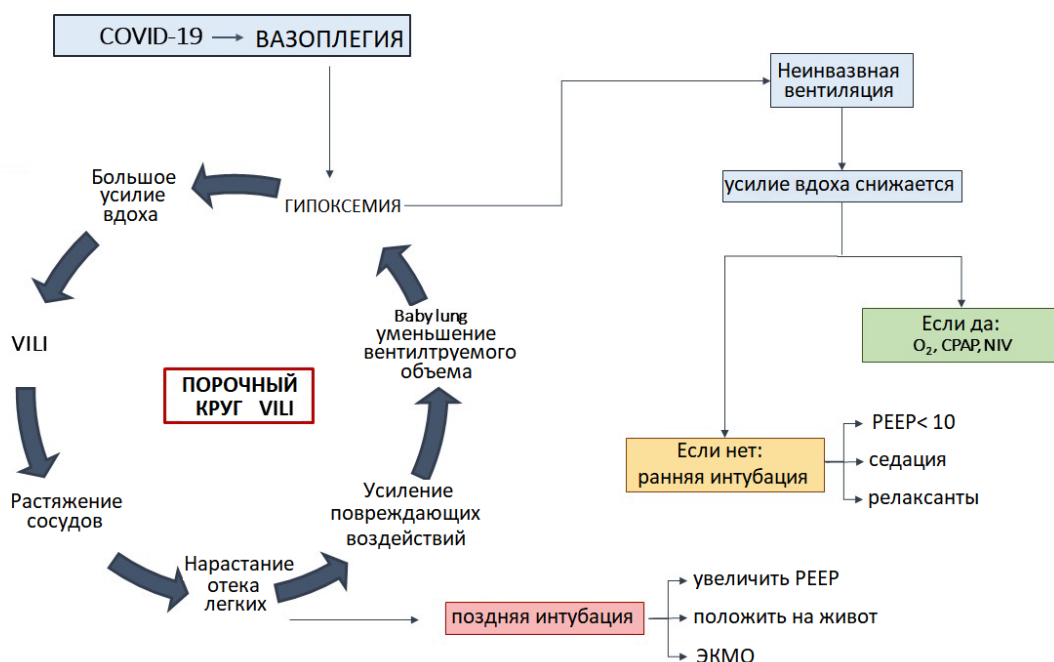 COVID-19 → ВАЗОПЛЕГИЯ
Неинвазвная
вентиляция
усилие вдоха снижается
Если да:
O₂, CPAP, NIV
Если нет:
ранняя интубация
PEEP< 10
седация
релаксанты
ГИПОКСЕМИЯ
Большое
усилие
вдоха
VILI
Растяжение
сосудов
Нарастание
отека
легких
Усиление
повреждающих
воздействий
Baby lung
уменьшение
вентилтруемого
объема
ПОРОЧНЫЙ
КРУГ VILI
поздняя интубация
увеличить PEEP
положить на живот
ЭКМО